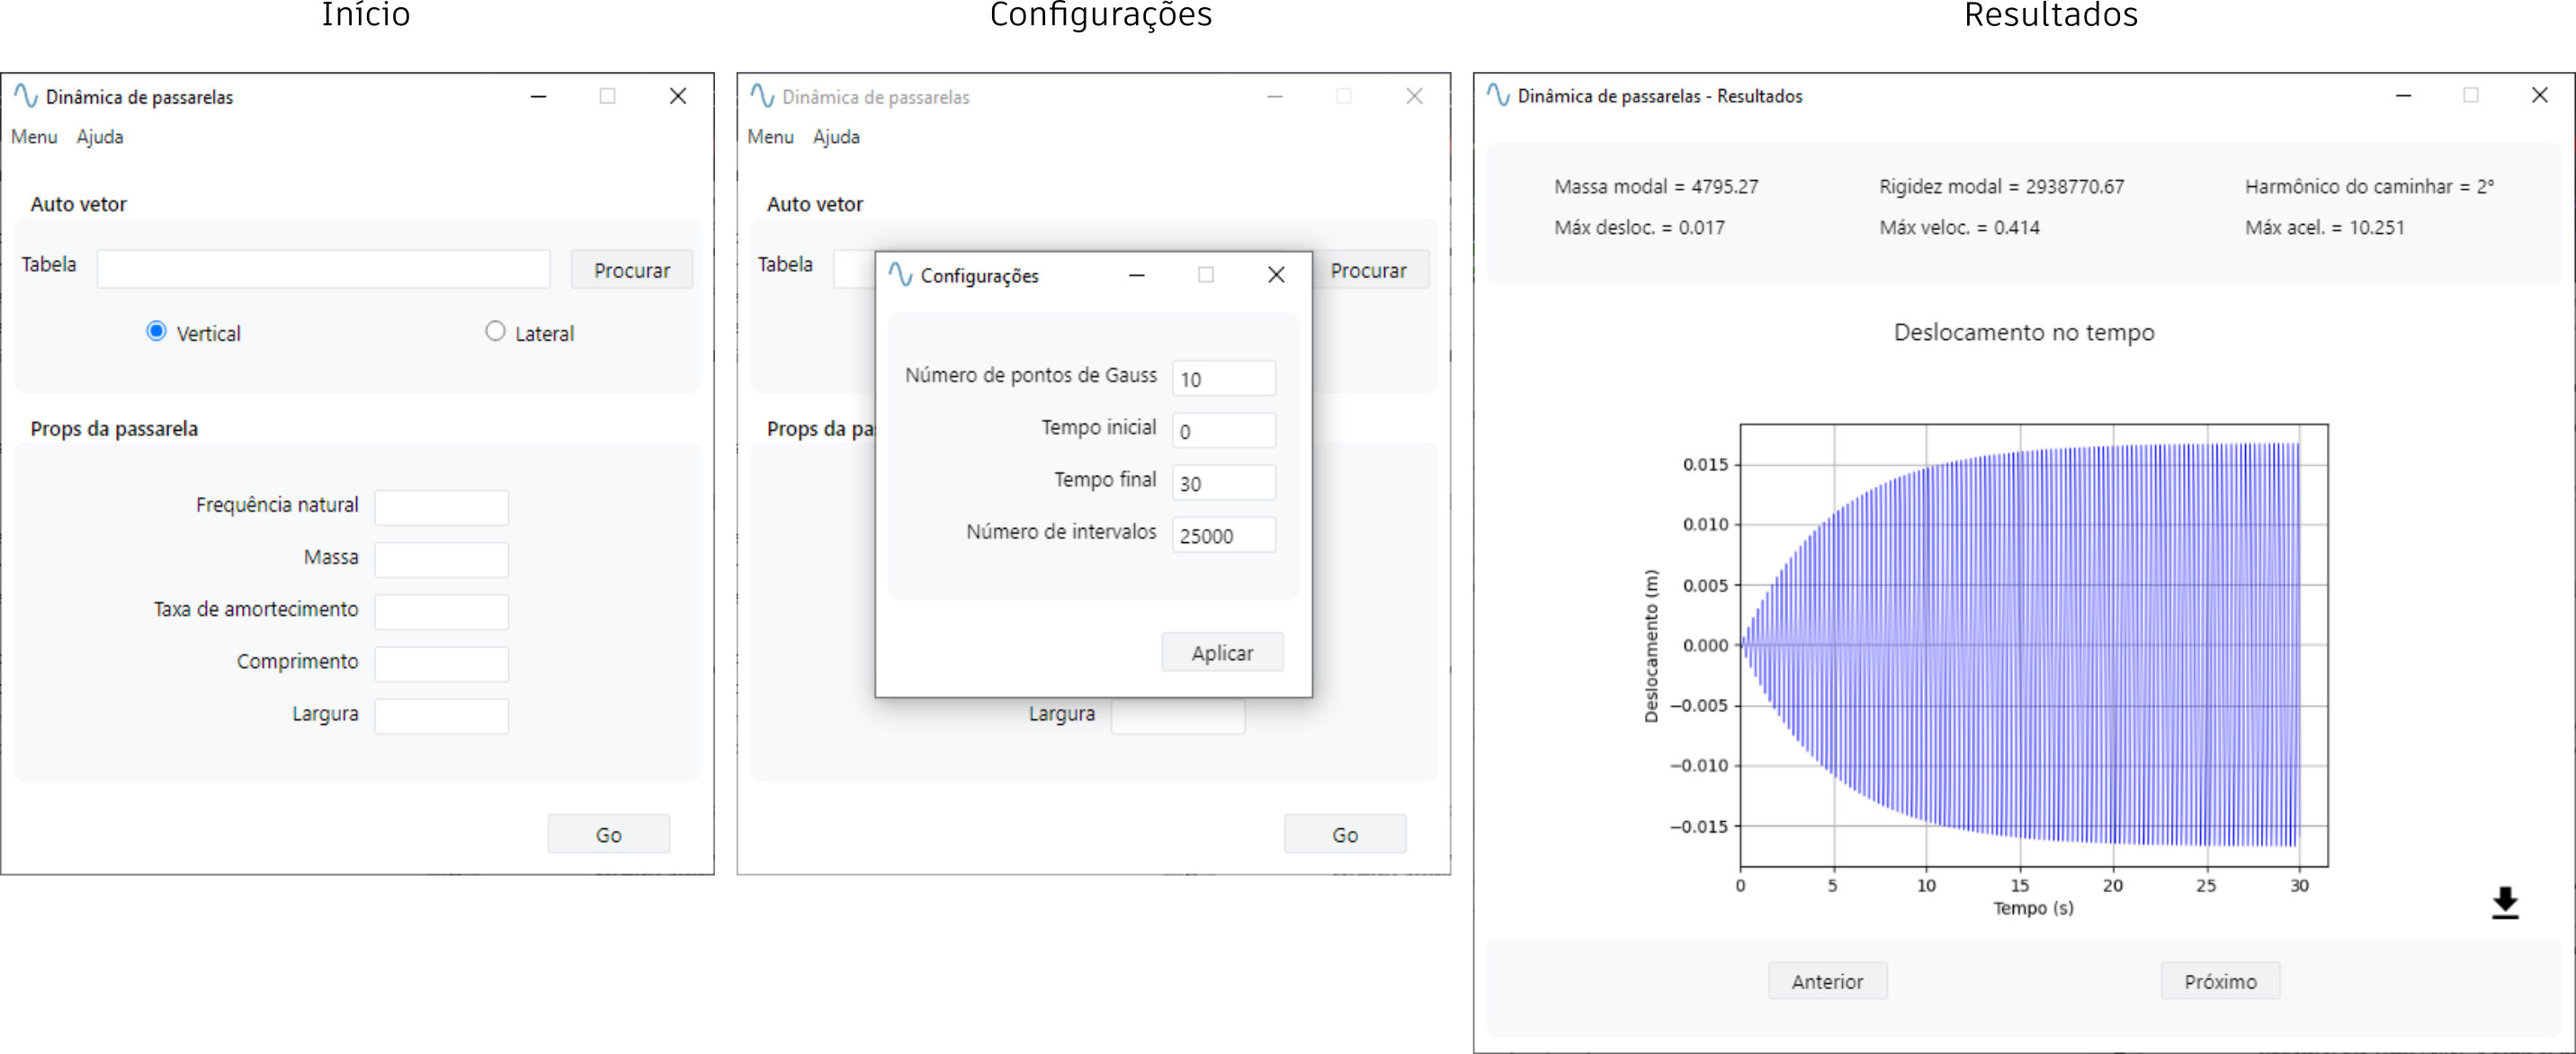 Início
Dinâmica de passarelas
Menu Ajuda
Auto vetor
Tabela Procurar
Vertical Lateral
Props da passarela
Frequência natural
Massa
Taxa de amortecimento
Comprimento
Largura
Go
Configurações
Dinâmica de passarelas
Menu Ajuda
Auto vetor
Tabela Procurar
Configurações
Número de pontos de Gauss 10
Tempo inicial 0
Tempo final 30
Número de intervalos 25000
Aplicar
Props da pa
Largura
Go
Resultados
Dinâmica de passarelas - Resultados
Massa modal = 4795.27 Rigidez modal = 2938770.67 Harmônico do caminhar = 2°
Máx desloc. = 0.017 Máx veloc. = 0.414 Máx acel. = 10.251
Deslocamento no tempo
Deslocamento (m)
0.015
0.010
0.005
0.000
−0.005
−0.010
−0.015
0 5 10 15 20 25 30
Tempo (s)
Anterior Próximo